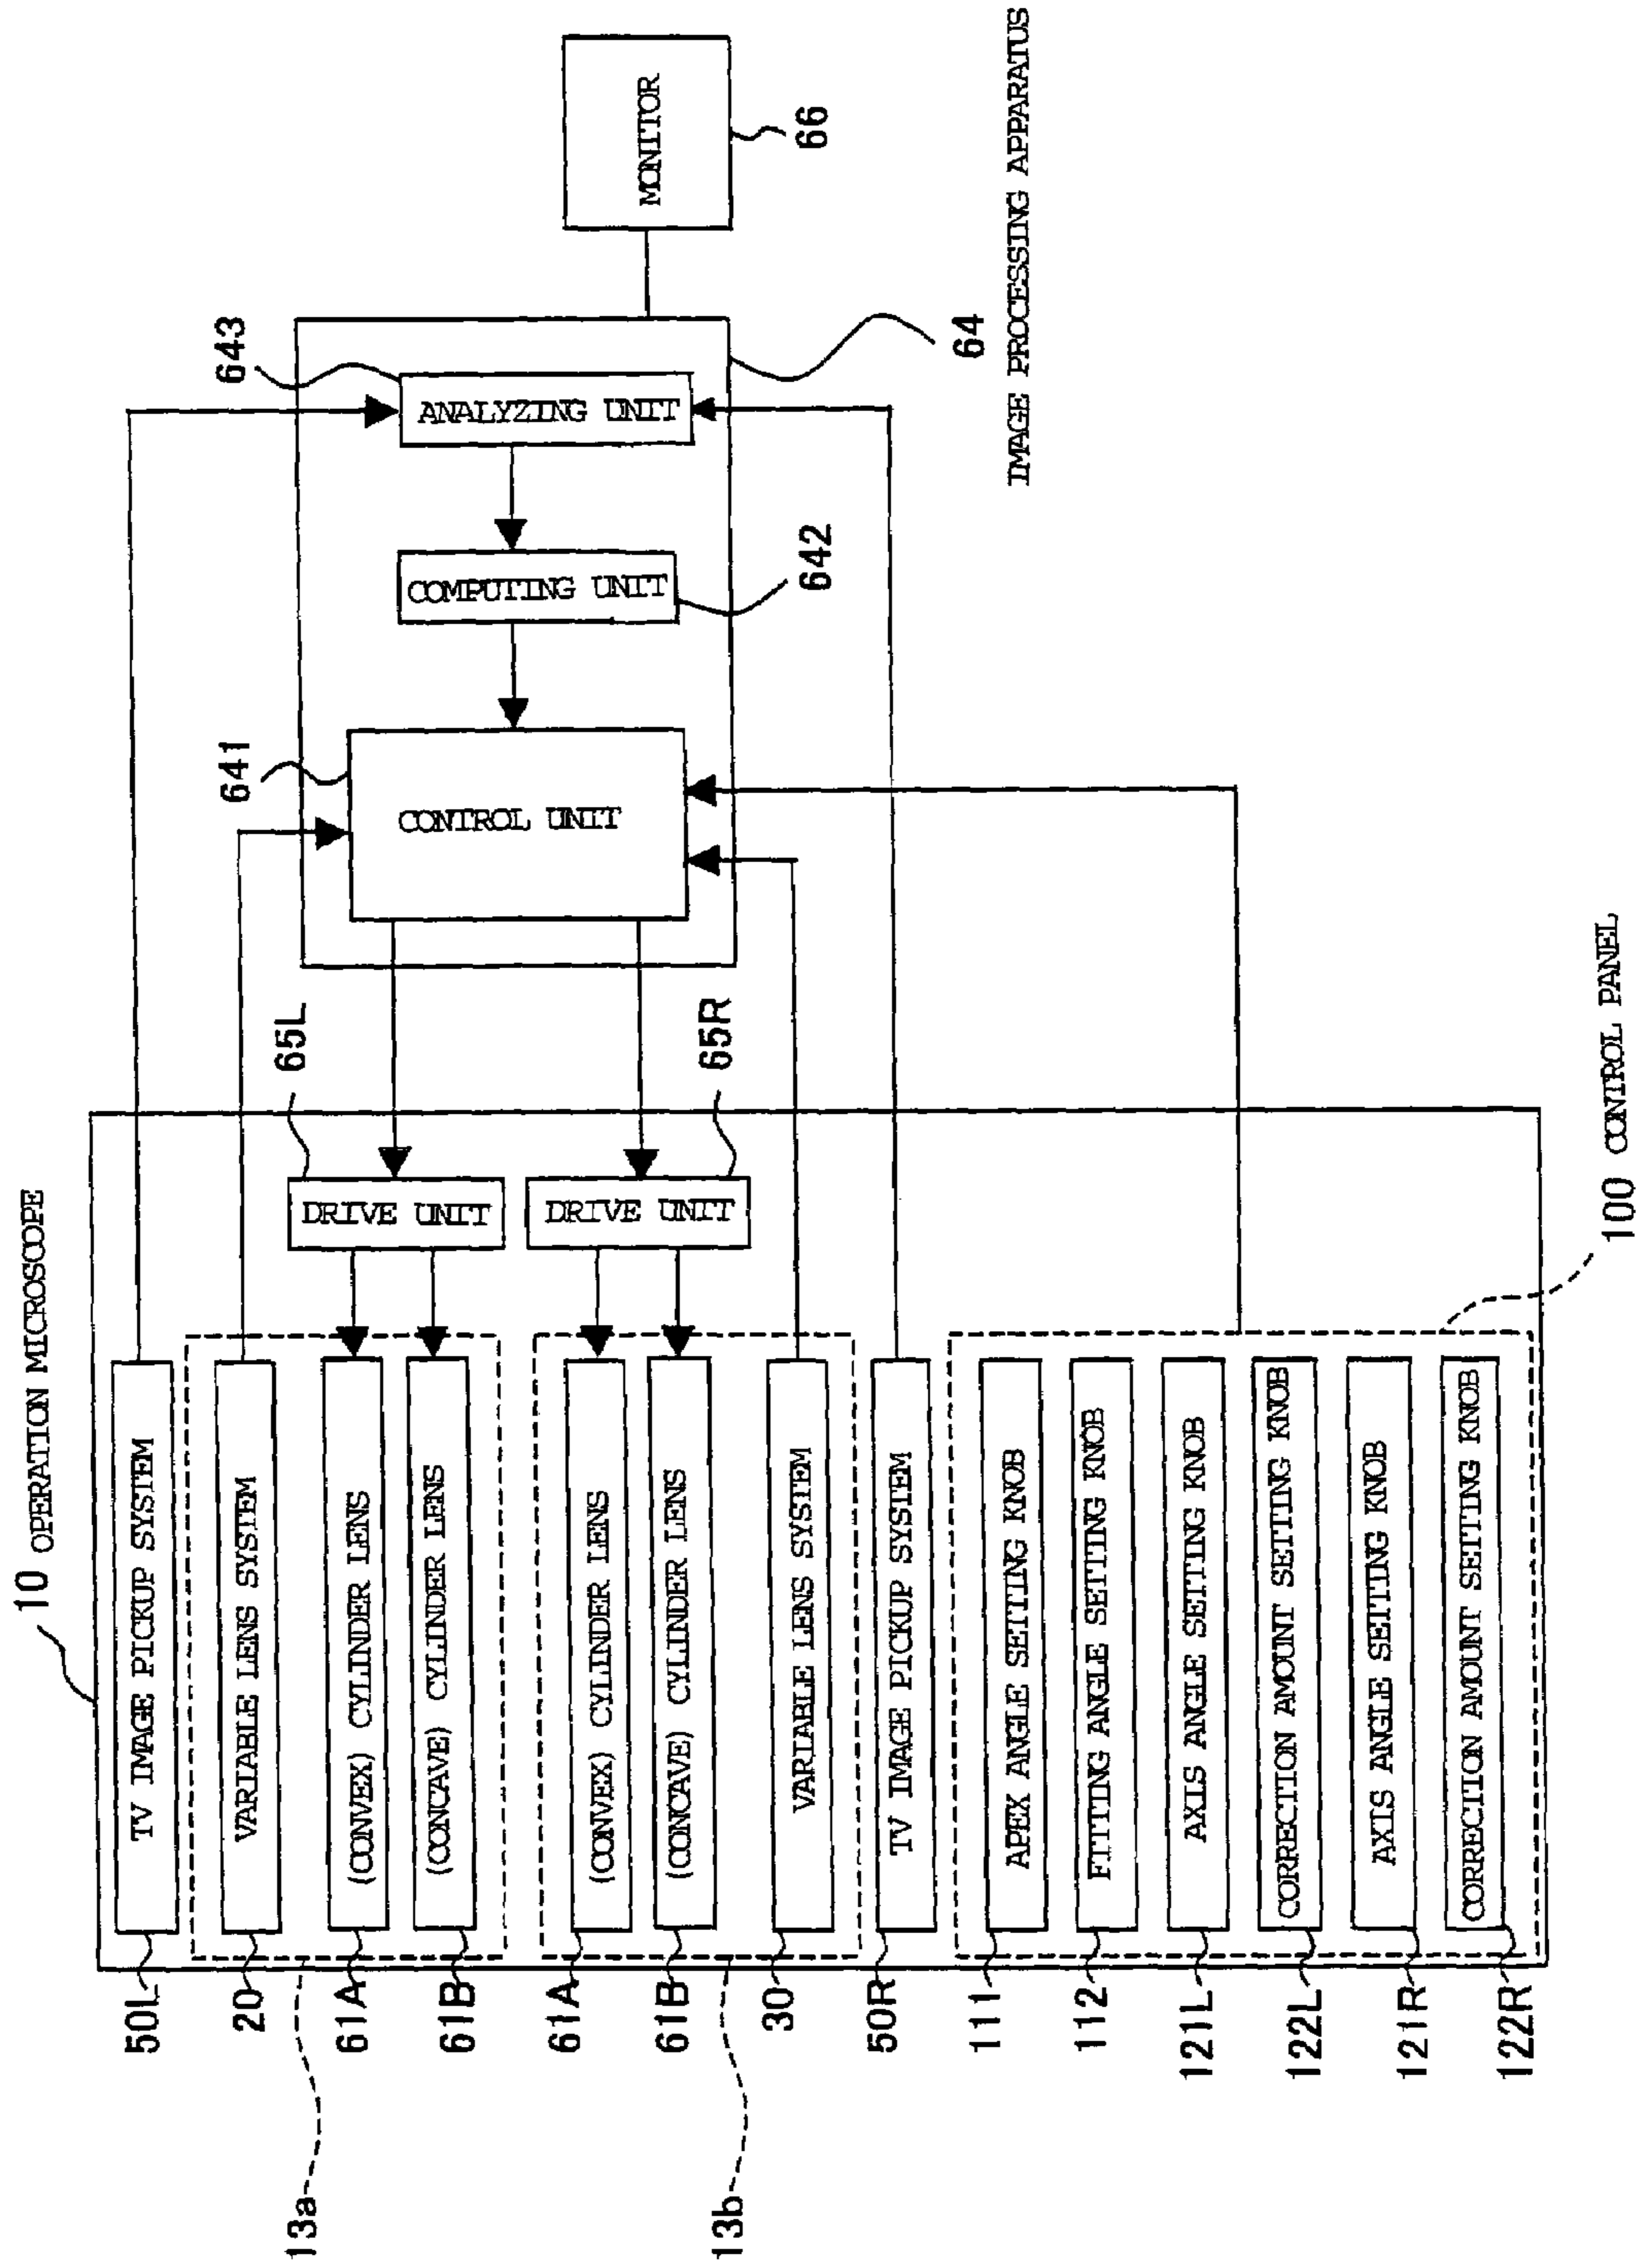 10 OPERATION MICROSCOPE
50L
TV IMAGE PICKUP SYSTEM
20
VARIABLE LENS SYSTEM
13a
61A
(CONVEX) CYLINDER LENS
61B
(CONCAVE) CYLINDER LENS
DRIVE UNIT
65L
61A
(CONVEX) CYLINDER LENS
61B
(CONCAVE) CYLINDER LENS
DRIVE UNIT
65R
13b
30
VARIABLE LENS SYSTEM
50R
TV IMAGE PICKUP SYSTEM
111
APEX ANGLE SETTING KNOB
112
FITTING ANGLE SETTING KNOB
121L
AXIS ANGLE SETTING KNOB
122L
CORRECTION AMOUNT SETTING KNOB
121R
AXIS ANGLE SETTING KNOB
122R
CORRECTION AMOUNT SETTING KNOB
100 CONTROL PANEL
641
CONTROL UNIT
COMPUTING UNIT
642
643
ANALYZING UNIT
64
IMAGE PROCESSING APPARATUS
MONITOR
66